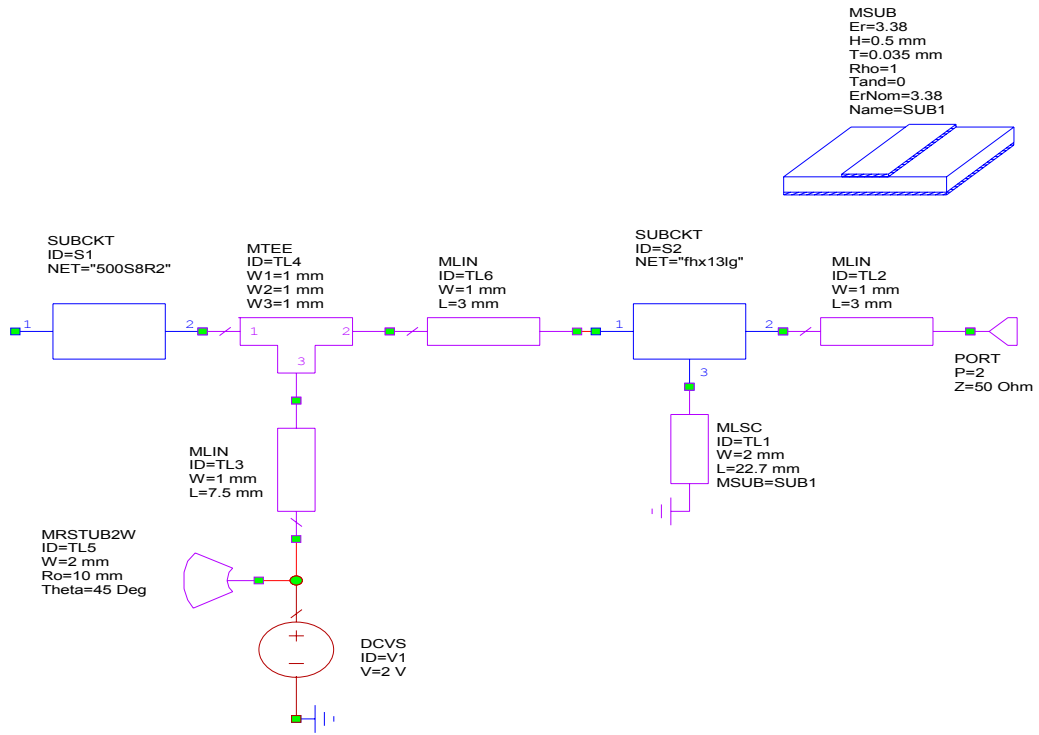 MSUB
Er=3.38
H=0.5 mm
T=0.035 mm
Rho=1
Tand=0
ErNom=3.38
Name=SUB1
SUBCKT
ID=S1
NET="500S8R2"
1
2
MTEE
ID=TL4
W1=1 mm
W2=1 mm
W3=1 mm
1
2
3
MLIN
ID=TL6
W=1 mm
L=3 mm
SUBCKT
ID=S2
NET="fhx13lg"
1
2
3
MLIN
ID=TL2
W=1 mm
L=3 mm
PORT
P=2
Z=50 Ohm
MLIN
ID=TL3
W=1 mm
L=7.5 mm
MLSC
ID=TL1
W=2 mm
L=22.7 mm
MSUB=SUB1
MRSTUB2W
ID=TL5
W=2 mm
Ro=10 mm
Theta=45 Deg
DCVS
ID=V1
V=2 V